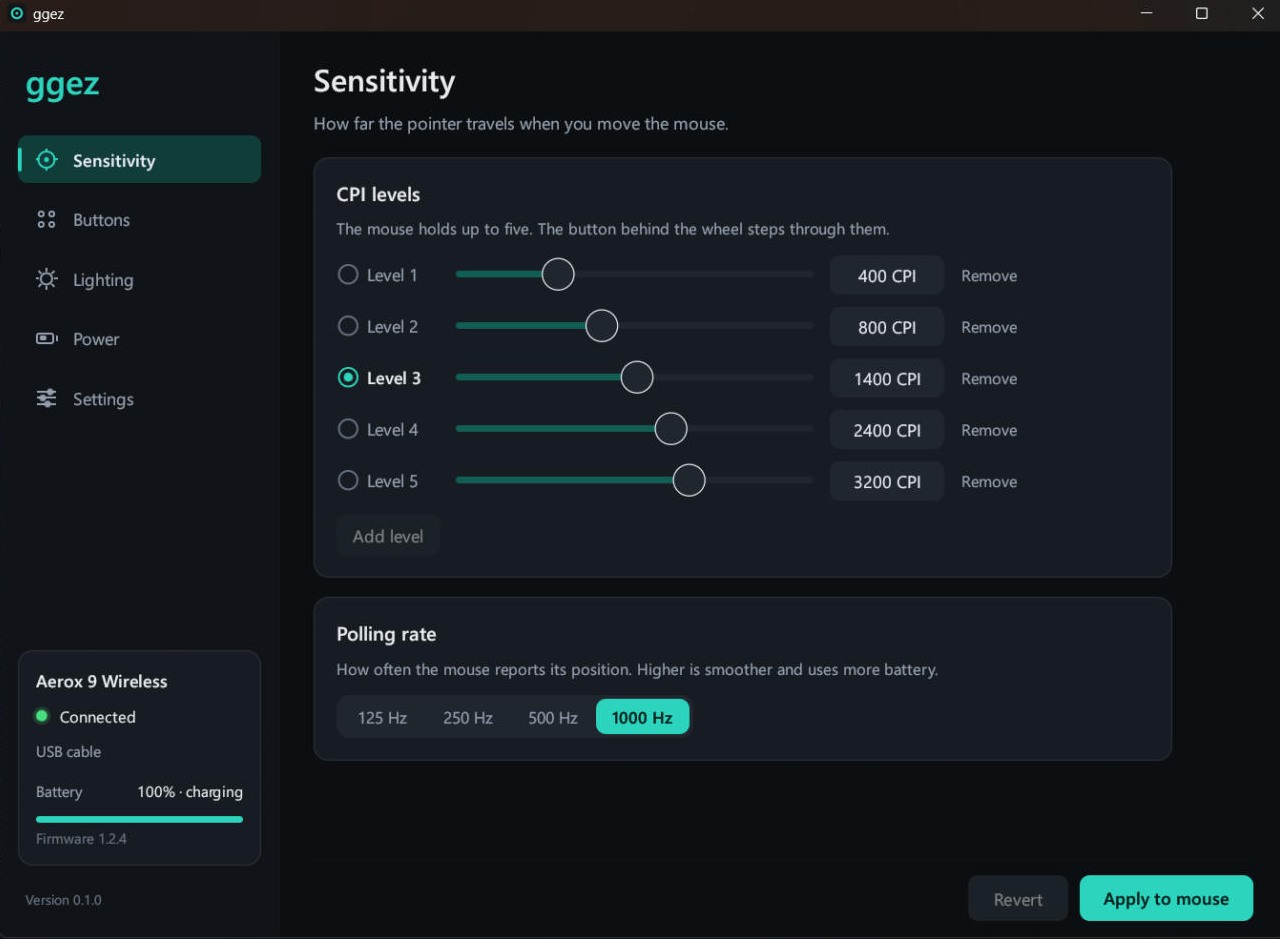 ggez
ggez
Sensitivity
Buttons
Lighting
Power
Settings
Aerox 9 Wireless
Connected
USB cable
Battery 100% · charging
Firmware 1.2.4
Version 0.1.0
Sensitivity
How far the pointer travels when you move the mouse.
CPI levels
The mouse holds up to five. The button behind the wheel steps through them.
Level 1 400 CPI Remove
Level 2 800 CPI Remove
Level 3 1400 CPI Remove
Level 4 2400 CPI Remove
Level 5 3200 CPI Remove
Add level
Polling rate
How often the mouse reports its position. Higher is smoother and uses more battery.
125 Hz 250 Hz 500 Hz 1000 Hz
Revert Apply to mouse